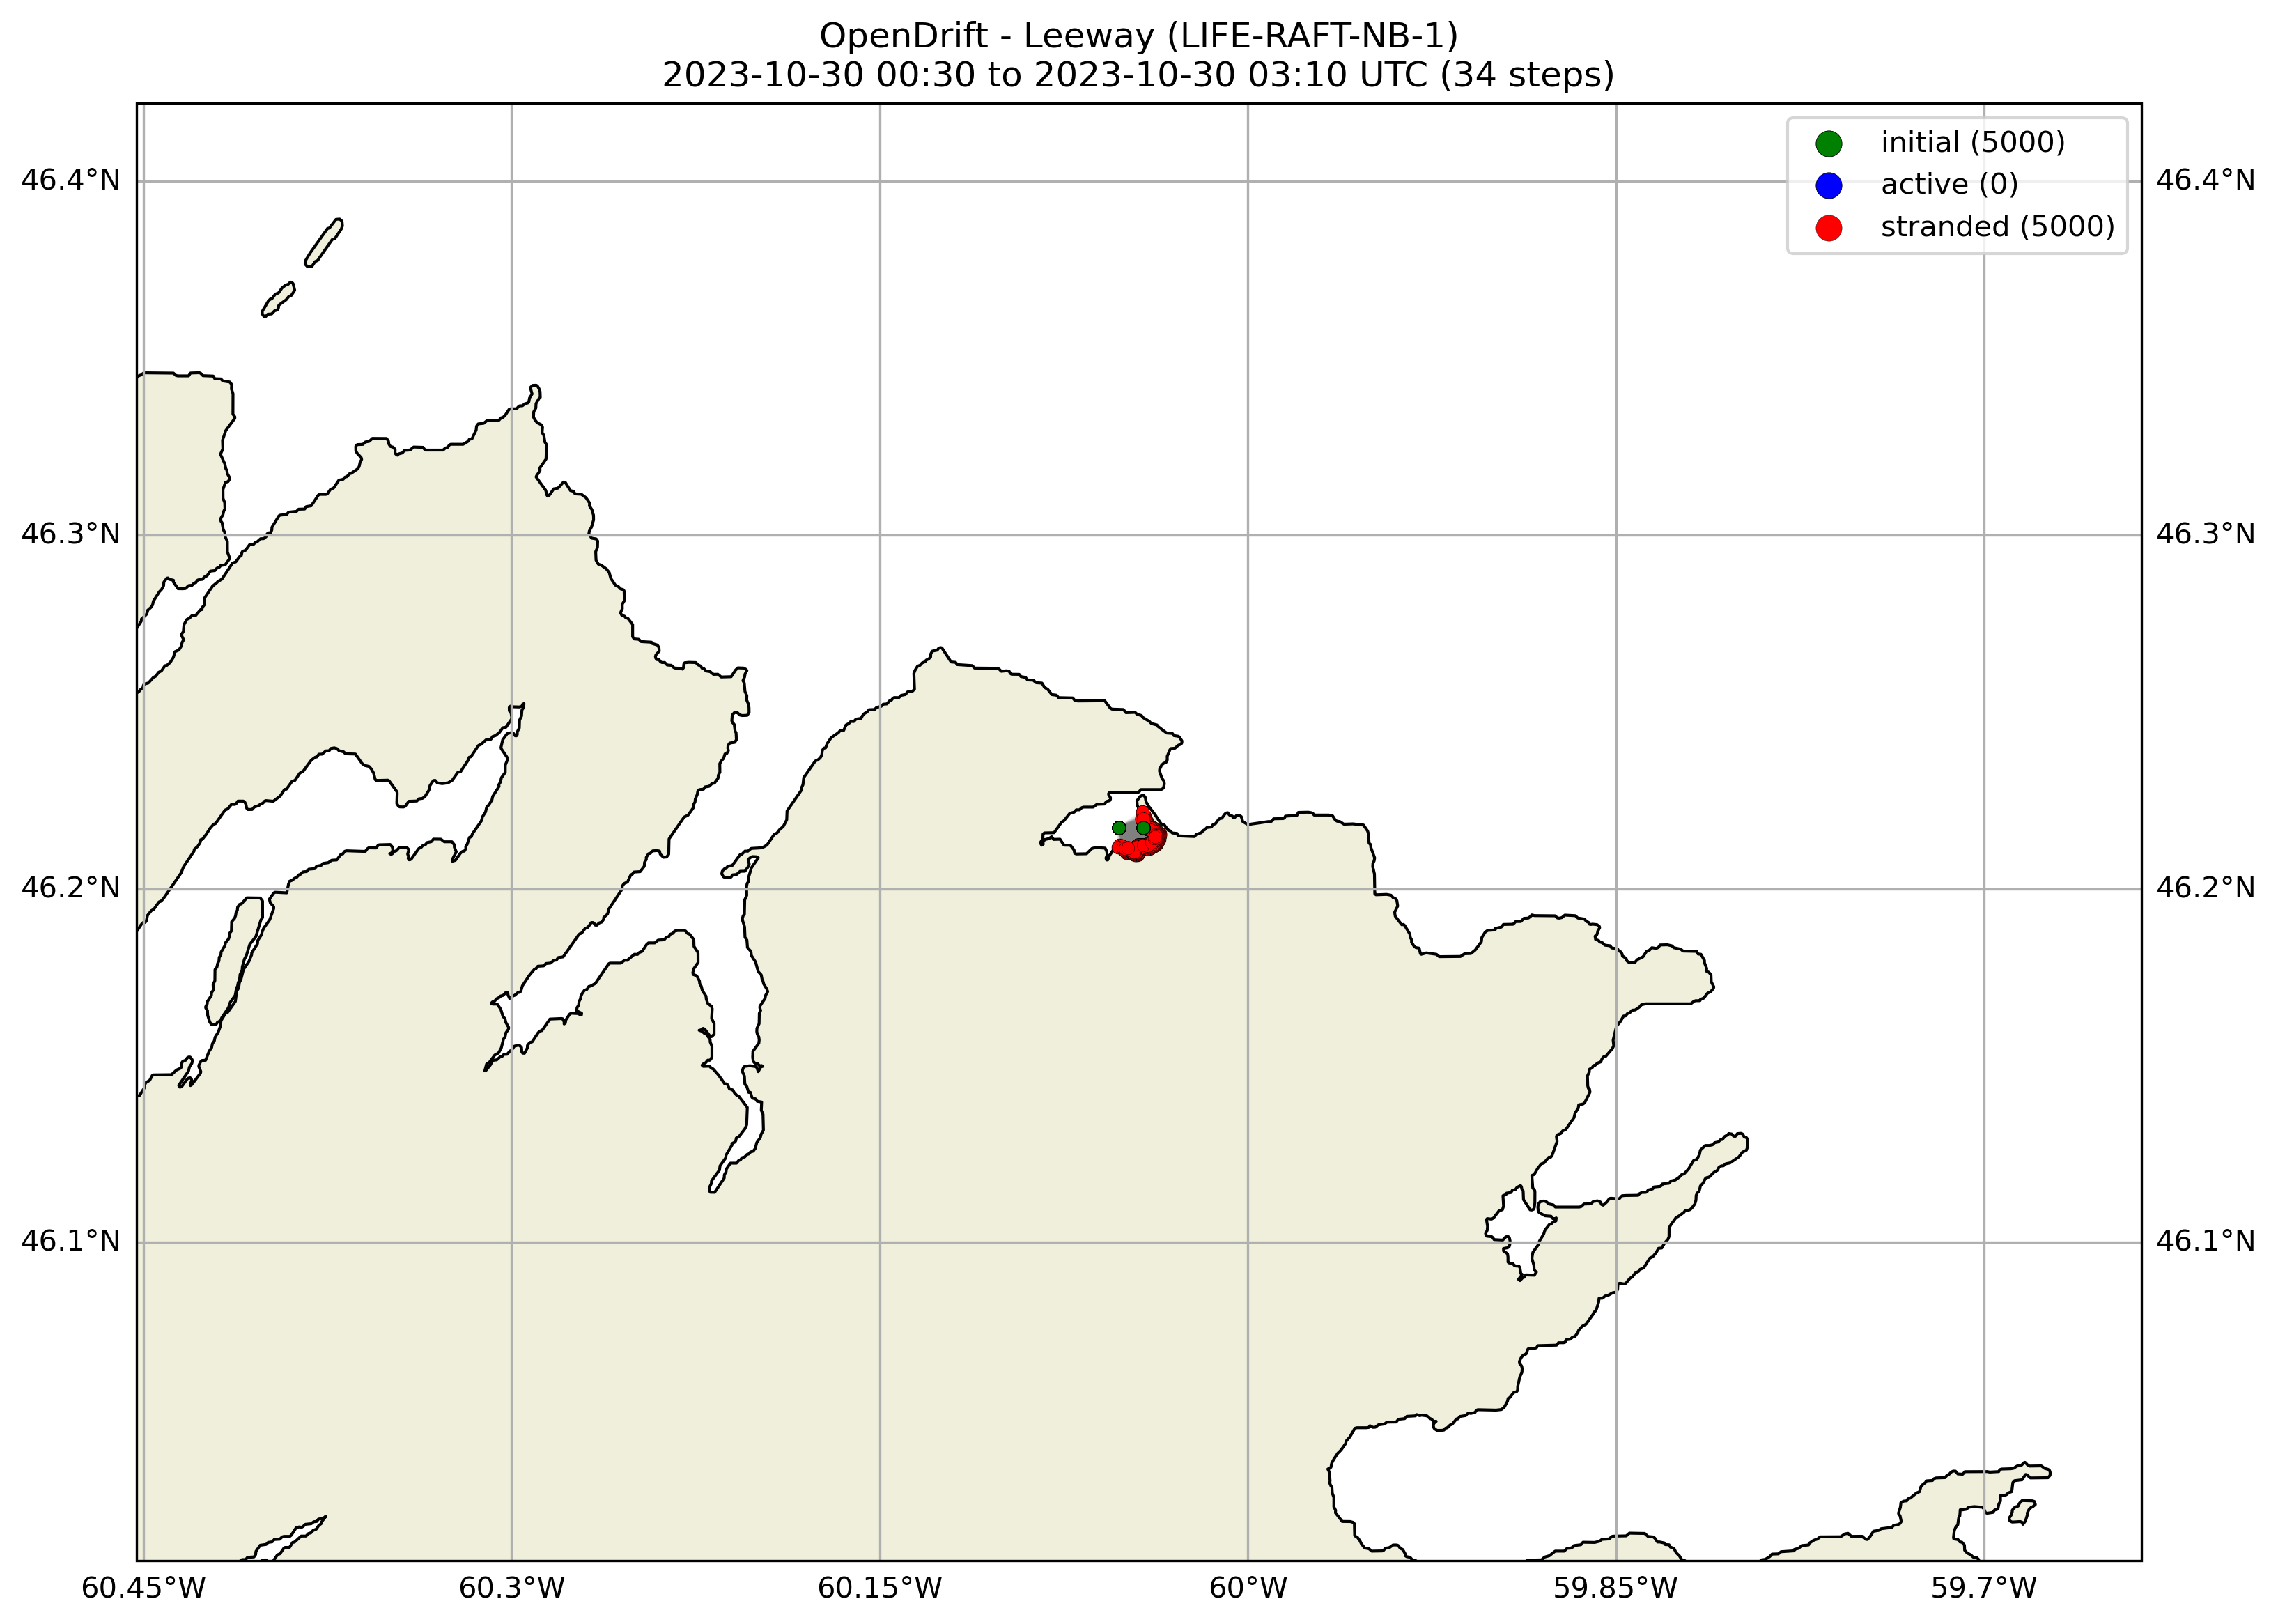 OpenDrift - Leeway (LIFE-RAFT-NB-1)
2023-10-30 00:30 to 2023-10-30 03:10 UTC (34 steps)
initial (5000)
active (0)
stranded (5000)
46.4°N 46.4°N
46.3°N 46.3°N
46.2°N 46.2°N
46.1°N 46.1°N
60.45°W 60.3°W 60.15°W 60°W 59.85°W 59.7°W